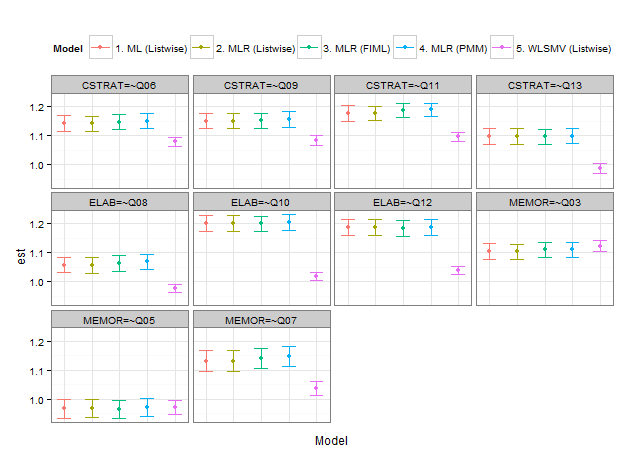 Model 1. ML (Listwise) 2. MLR (Listwise) 3. MLR (FIML) 4. MLR (PMM) 5. WLSMV (Listwise)
CSTRAT=~Q06 CSTRAT=~Q09 CSTRAT=~Q11 CSTRAT=~Q13
1.2
1.1
1.0
ELAB=~Q08 ELAB=~Q10 ELAB=~Q12 MEMOR=~Q03
1.2
1.1
1.0
est
MEMOR=~Q05 MEMOR=~Q07
1.2
1.1
1.0
Model